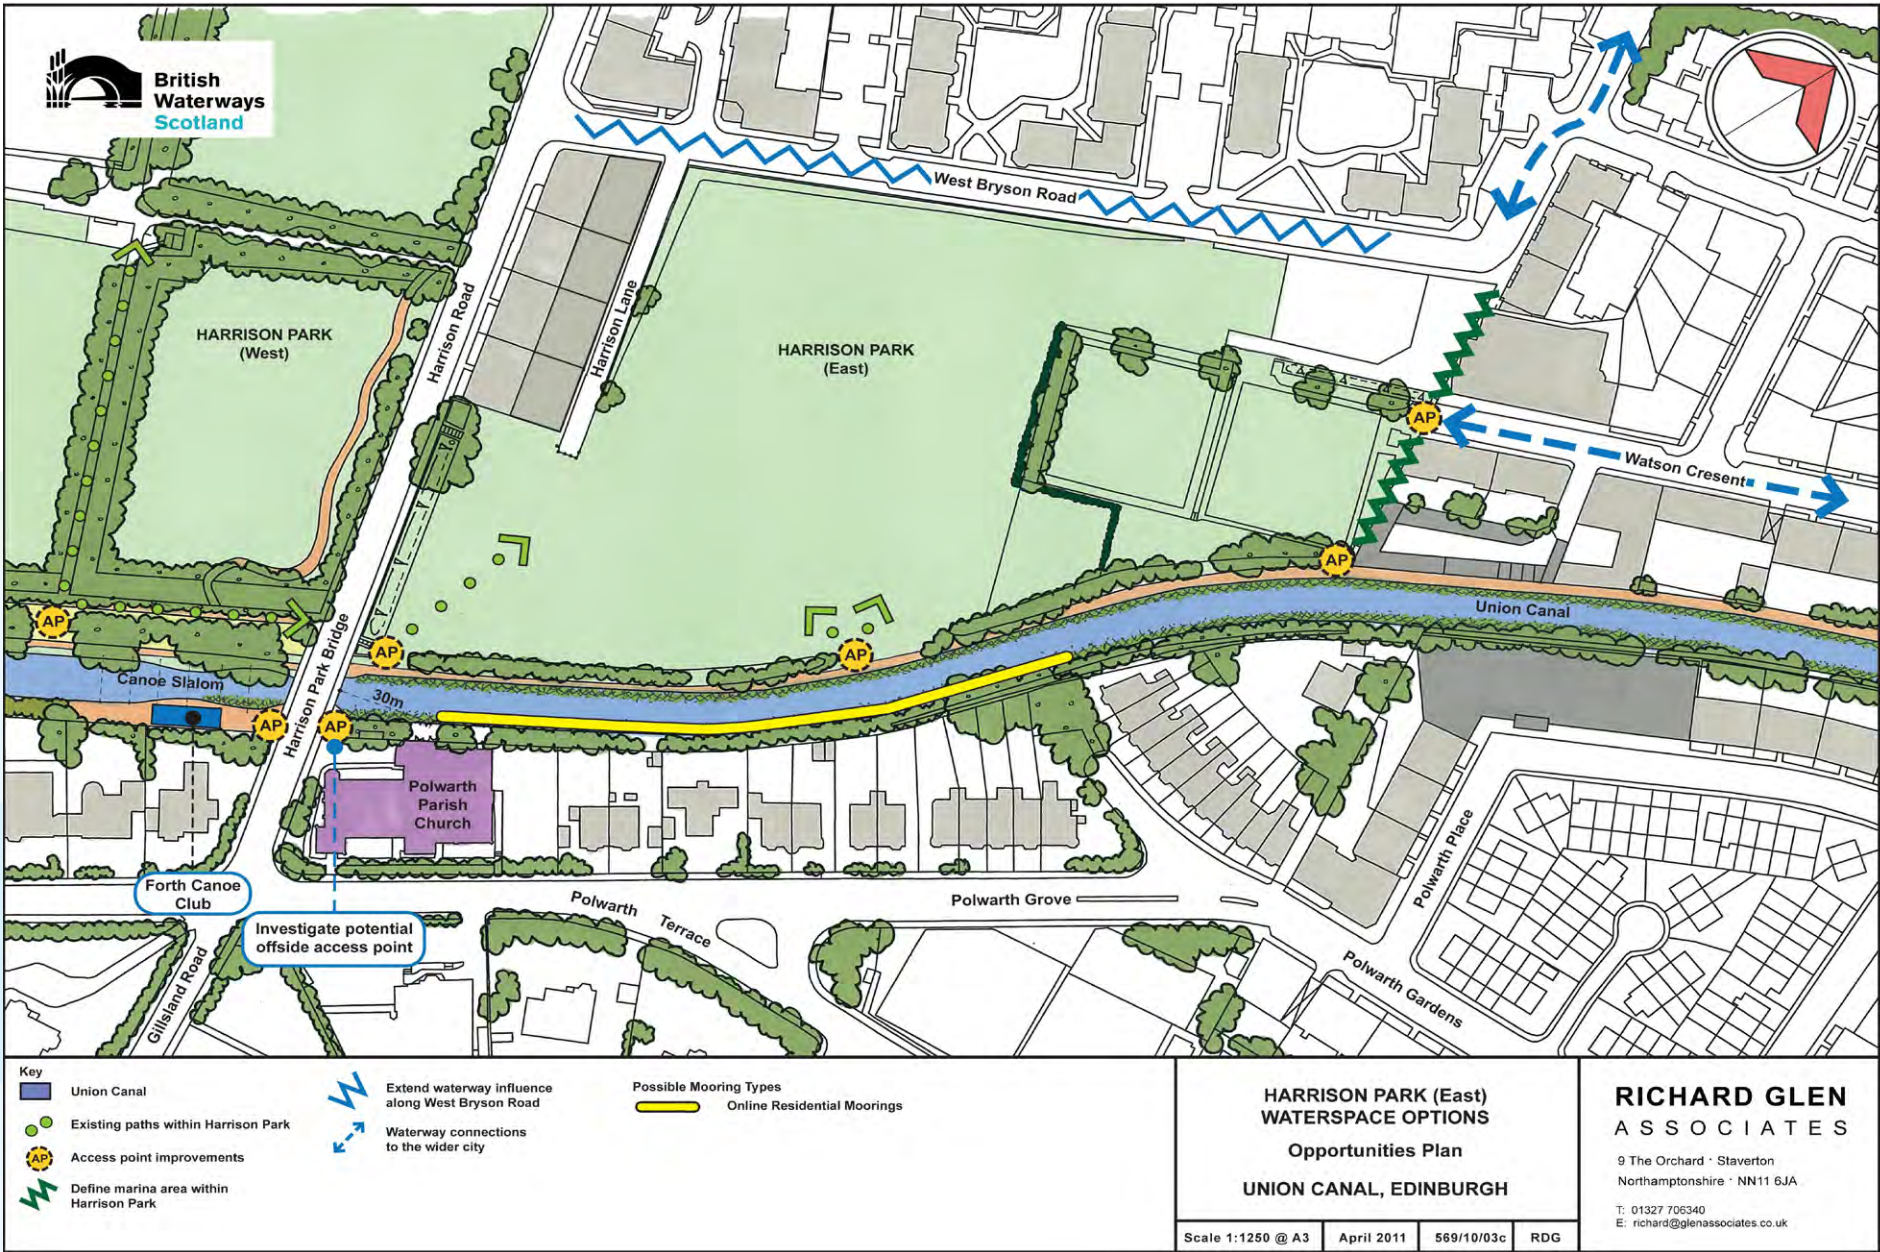 British
Waterways
Scotland
West Bryson Road
HARRISON PARK
(West)
Harrison Road
Harrison Lane
HARRISON PARK
(East)
AP
Watson Cresent
AP
Union Canal
AP
AP
AP
Canoe Slalom
Harrison Park Bridge
30m
AP
AP
Polwarth
Parish
Church
Forth Canoe
Club
Investigate potential
offside access point
Gillsland Road
Polwarth Terrace
Polwarth Grove
Polwarth Place
Polwarth Gardens
Key
Union Canal
Existing paths within Harrison Park
AP
Access point improvements
Define marina area within
Harrison Park
Extend waterway influence
along West Bryson Road
Waterway connections
to the wider city
Possible Mooring Types
Online Residential Moorings
HARRISON PARK (East)
WATERSPACE OPTIONS
Opportunities Plan
UNION CANAL, EDINBURGH
Scale 1:1250 @ A3
April 2011
569/10/03c
RDG
RICHARD GLEN
ASSOCIATES
9 The Orchard · Staverton
Northamptonshire · NN11 6JA
T: 01327 706340
E: richard@glenassociates.co.uk